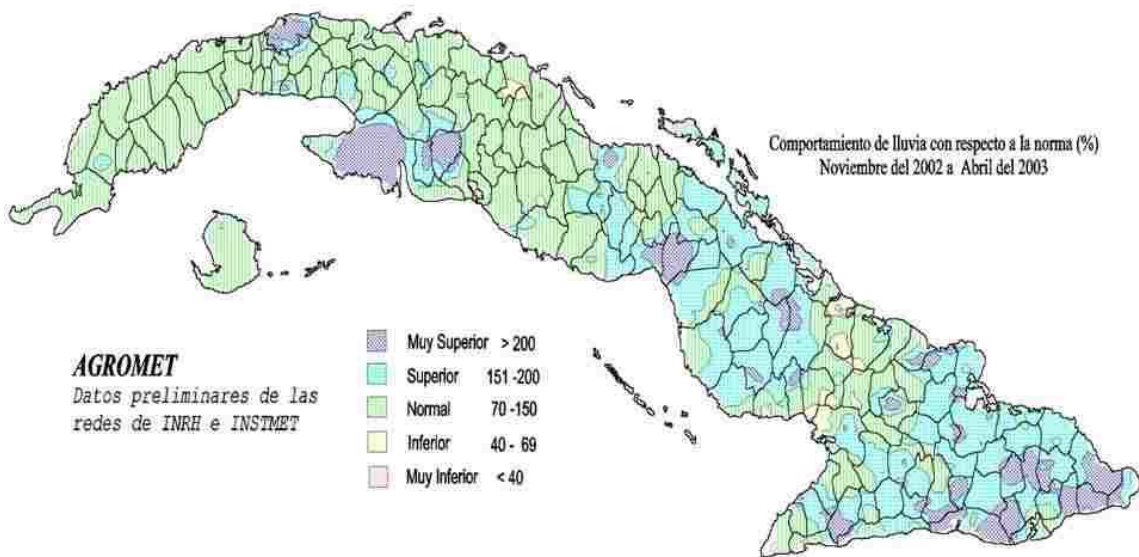 Comportamiento de lluvia con respecto a la norma (%)
Noviembre del 2002 a Abril del 2003
AGROMET
Datos preliminares de las
redes de INRH e INSTMET
Muy Superior > 200
Superior 151 -200
Normal 70 -150
Inferior 40 - 69
Muy Inferior < 40